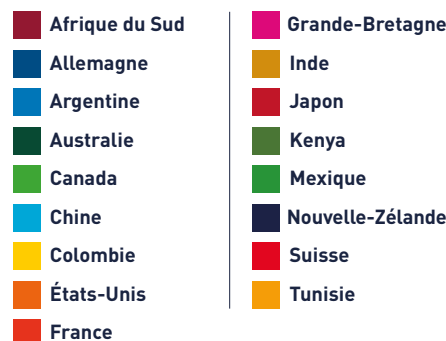 Afrique du Sud
Allemagne
Argentine
Australie
Canada
Chine
Colombie
États-Unis
France
Grande-Bretagne
Inde
Japon
Kenya
Mexique
Nouvelle-Zélande
Suisse
Tunisie